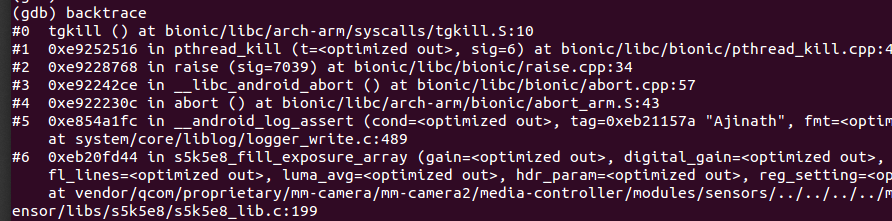 (gdb) backtrace
#0  tgkill () at bionic/libc/arch-arm/syscalls/tgkill.S:10
#1  0xe9252516 in pthread_kill (t=<optimized out>, sig=6) at bionic/libc/bionic/pthread_kill.cpp:4
#2  0xe9228768 in raise (sig=7039) at bionic/libc/bionic/raise.cpp:34
#3  0xe92242ce in __libc_android_abort () at bionic/libc/bionic/abort.cpp:57
#4  0xe922230c in abort () at bionic/libc/arch-arm/bionic/abort_arm.S:43
#5  0xe854a1fc in __android_log_assert (cond=<optimized out>, tag=0xeb21157a "Ajinath", fmt=<optim
    at system/core/liblog/logger_write.c:489
#6  0xeb20fd44 in s5k5e8_fill_exposure_array (gain=<optimized out>, digital_gain=<optimized out>,
    fl_lines=<optimized out>, luma_avg=<optimized out>, hdr_param=<optimized out>, reg_setting=<op
    at vendor/qcom/proprietary/mm-camera/mm-camera2/media-controller/modules/sensors/../../../../m
ensor/libs/s5k5e8/s5k5e8_lib.c:199